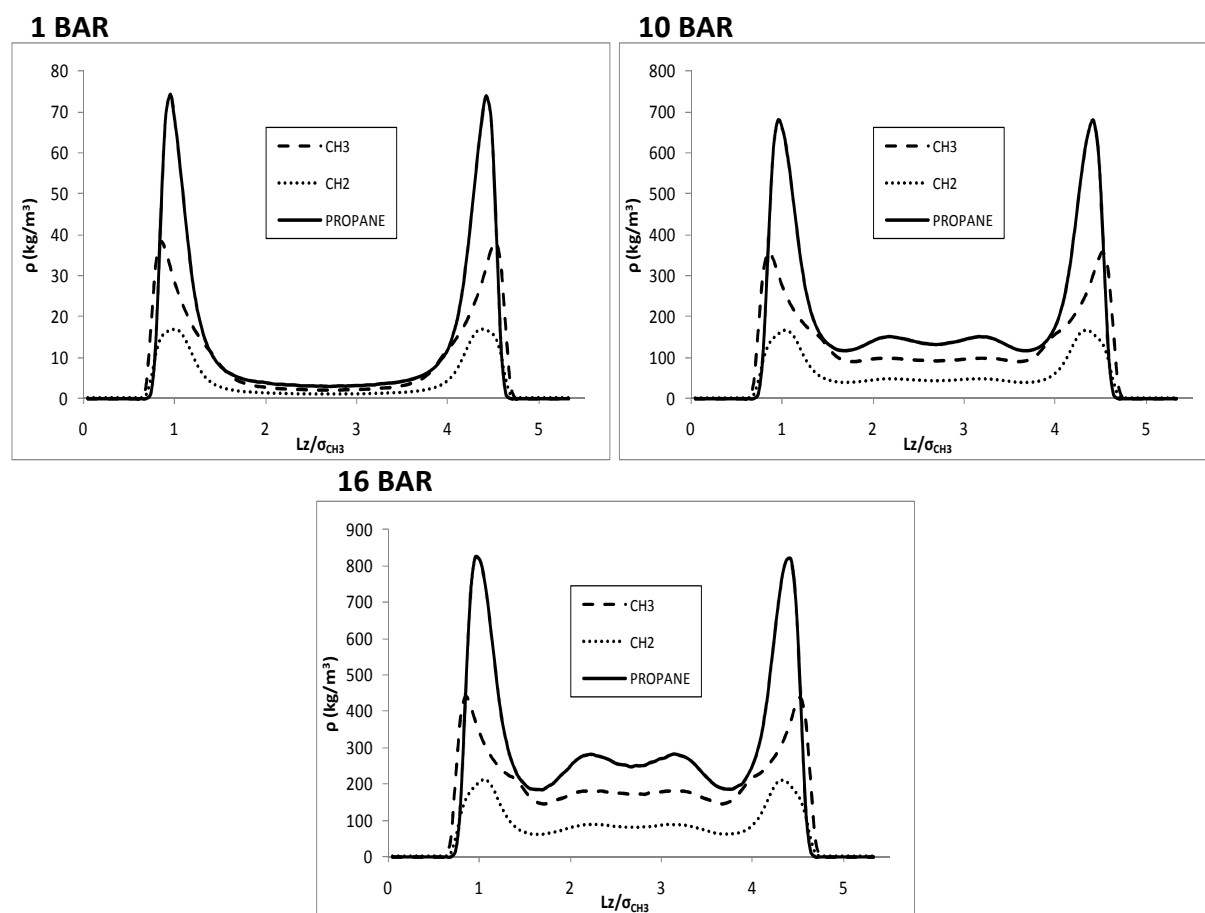 1 BAR
80
70
60
50
40
30
20
10
0
ρ (kg/m³)
CH3
CH2
PROPANE
0 1 2 3 4 5
Lz/σCH3
10 BAR
800
700
600
500
400
300
200
100
0
ρ (kg/m³)
CH3
CH2
PROPANE
0 1 2 3 4 5
Lz/σCH3
16 BAR
900
800
700
600
500
400
300
200
100
0
ρ (kg/m³)
CH3
CH2
PROPANE
0 1 2 3 4 5
Lz/σCH3